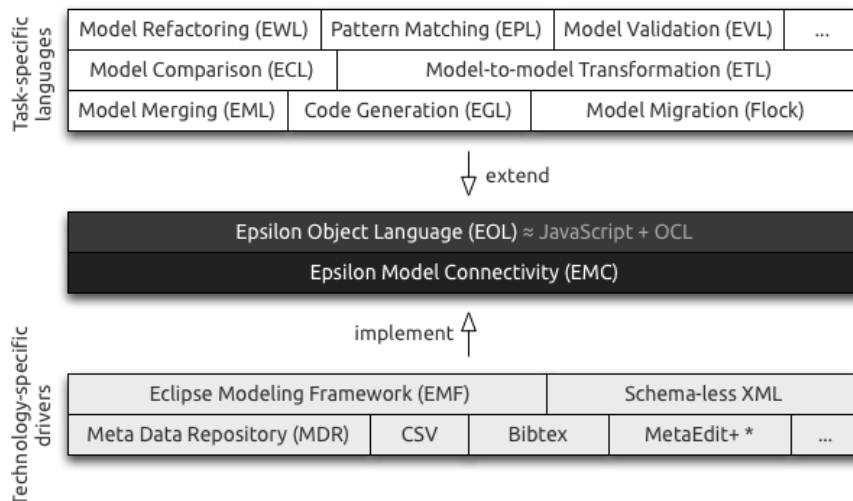 Task-specific
languages
Model Refactoring (EWL) Pattern Matching (EPL) Model Validation (EVL) ...
Model Comparison (ECL) Model-to-model Transformation (ETL)
Model Merging (EML) Code Generation (EGL) Model Migration (Flock)
extend
Epsilon Object Language (EOL) ≈ JavaScript + OCL
Epsilon Model Connectivity (EMC)
implement
Technology-specific
drivers
Eclipse Modeling Framework (EMF) Schema-less XML
Meta Data Repository (MDR) CSV Bibtex MetaEdit+ * ...